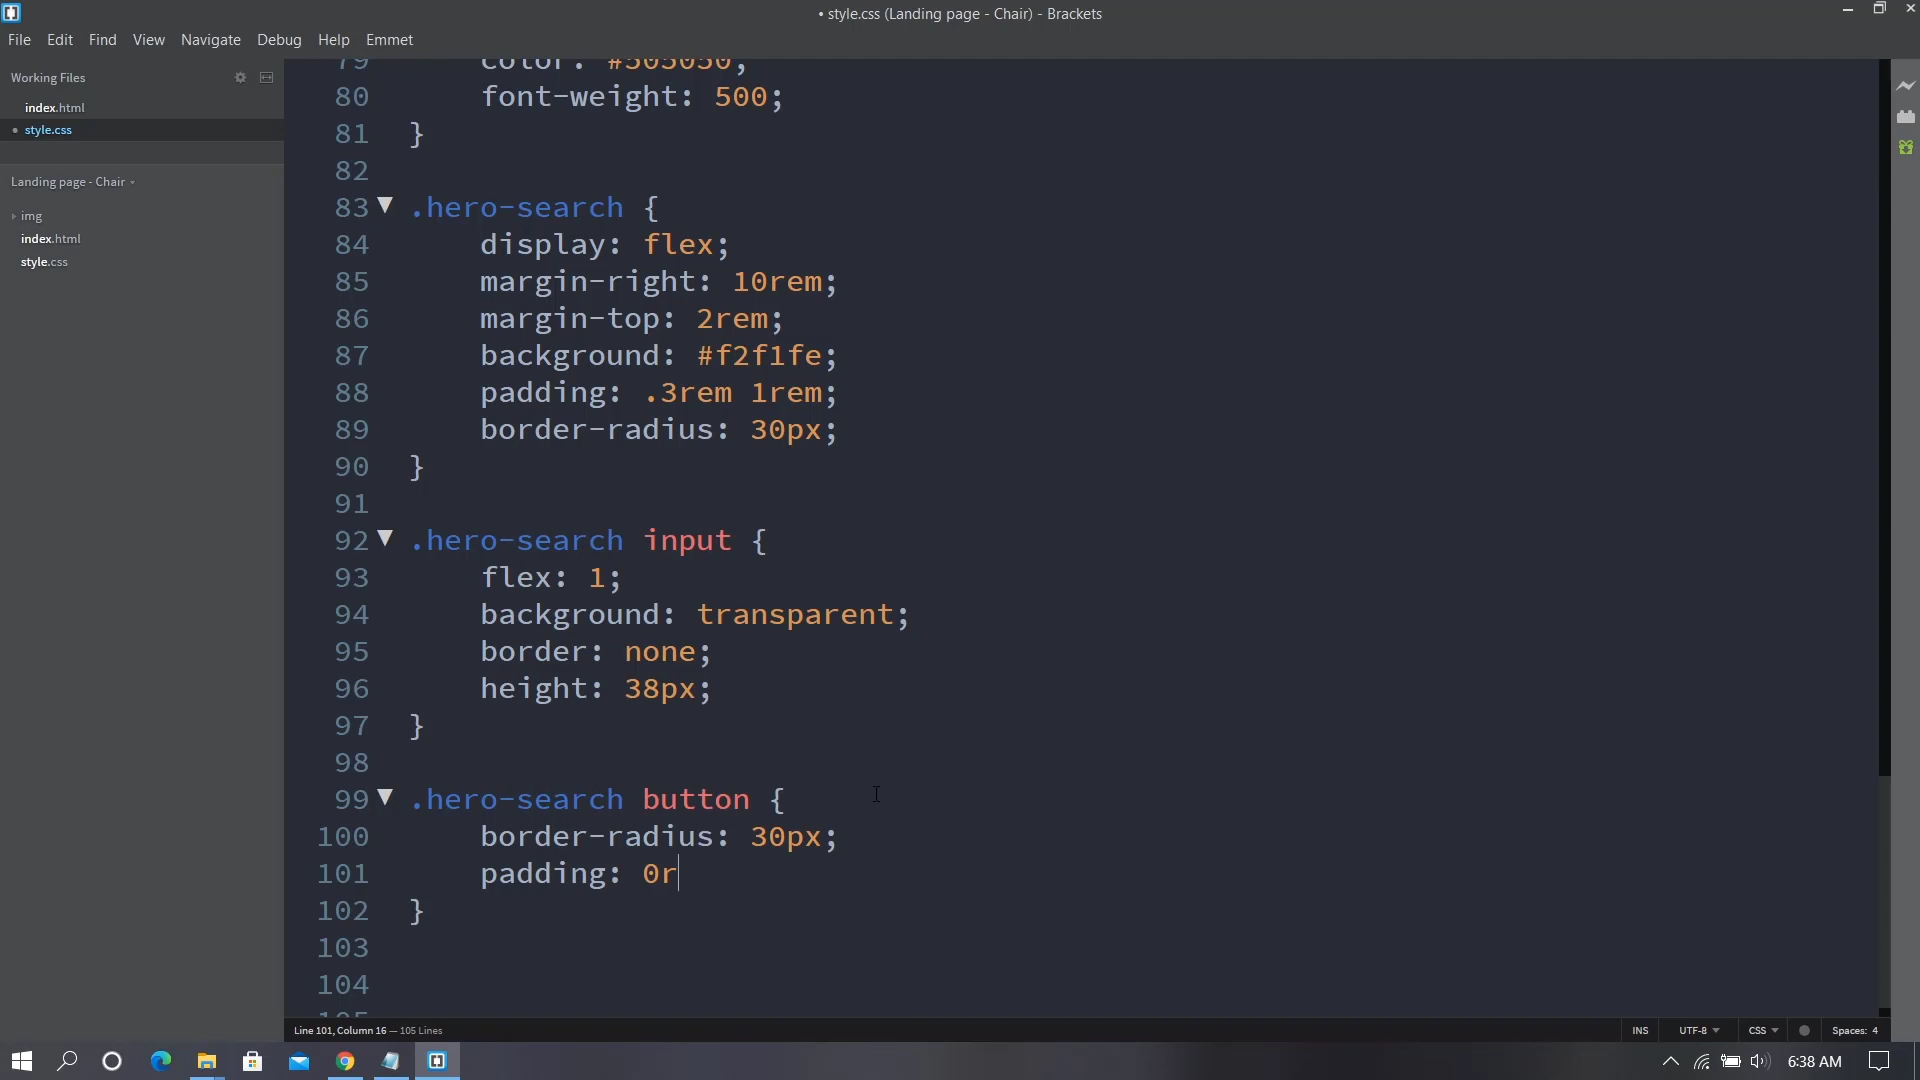 • style.css (Landing page - Chair) - Brackets
File Edit Find View Navigate Debug Help Emmet
Working Files
index.html
• style.css
Landing page - Chair
img
index.html
style.css
79 color: #505050;
80 font-weight: 500;
81 }
82
83 .hero-search {
84 display: flex;
85 margin-right: 10rem;
86 margin-top: 2rem;
87 background: #f2f1fe;
88 padding: .3rem 1rem;
89 border-radius: 30px;
90 }
91
92 .hero-search input {
93 flex: 1;
94 background: transparent;
95 border: none;
96 height: 38px;
97 }
98
99 .hero-search button {
100 border-radius: 30px;
101 padding: 0r
102 }
103
104
105
Line 101, Column 16 — 105 Lines
INS UTF-8 CSS Spaces: 4
6:38 AM